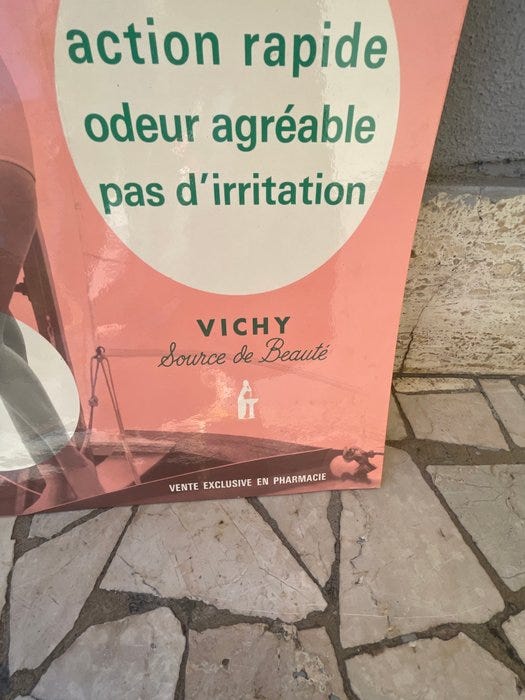 action rapide
odeur agréable
pas d'irritation
VICHY
Source de Beauté
VENTE EXCLUSIVE EN PHARMACIE